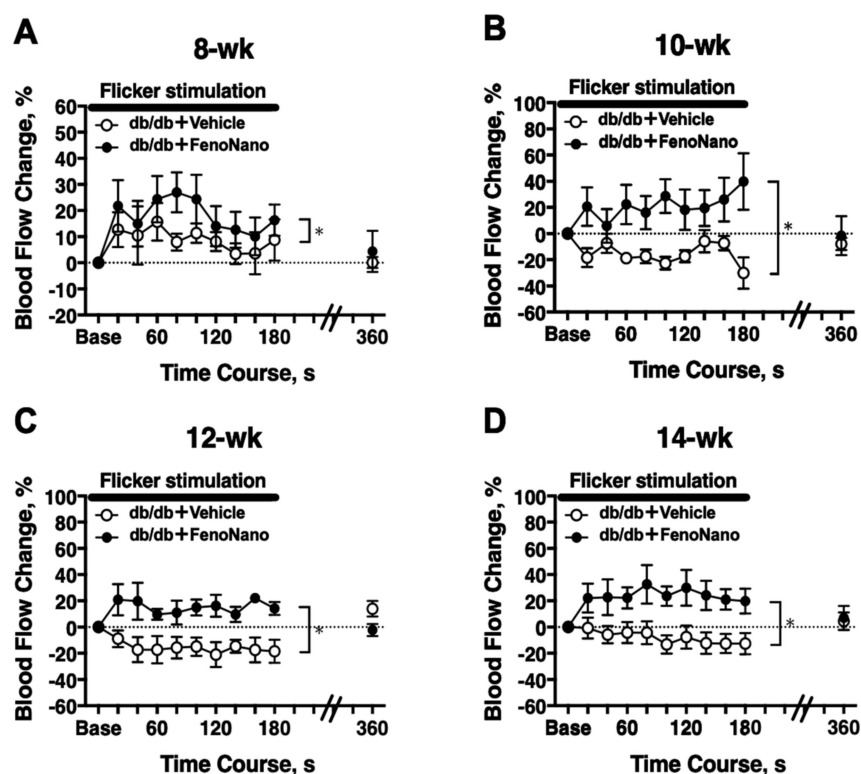 A
8-wk
Flicker stimulation
db/db+Vehicle
db/db+FenoNano
Blood Flow Change, %
60
50
40
30
20
10
0
-10
-20
*
Base 60 120 180 360
Time Course, s
B
10-wk
Flicker stimulation
db/db+Vehicle
db/db+FenoNano
Blood Flow Change, %
100
80
60
40
20
0
-20
-40
-60
*
Base 60 120 180 360
Time Course, s
C
12-wk
Flicker stimulation
db/db+Vehicle
db/db+FenoNano
Blood Flow Change, %
100
80
60
40
20
0
-20
-40
-60
*
Base 60 120 180 360
Time Course, s
D
14-wk
Flicker stimulation
db/db+Vehicle
db/db+FenoNano
Blood Flow Change, %
100
80
60
40
20
0
-20
-40
-60
*
Base 60 120 180 360
Time Course, s